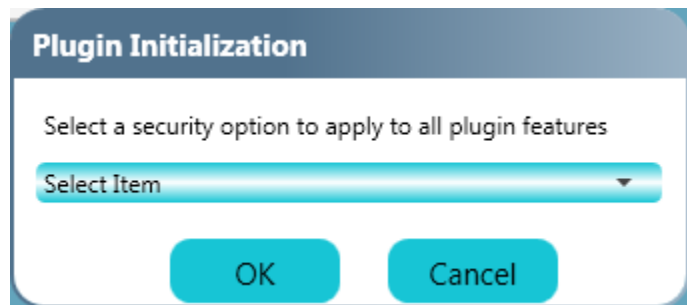 Plugin Initialization
Select a security option to apply to all plugin features
Select Item
OK
Cancel